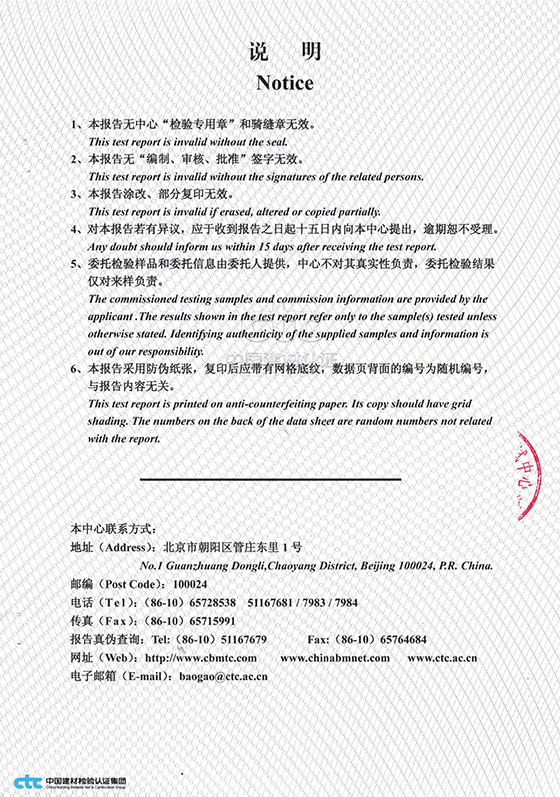 说 明
Notice
1、本报告无中心“检验专用章”和骑缝章无效。
This test report is invalid without the seal.
2、本报告无“编制、审核、批准”签字无效。
This test report is invalid without the signatures of the related persons.
3、本报告涂改、部分复印无效。
This test report is invalid if erased, altered or copied partially.
4、对本报告若有异议，应于收到报告之日起十五日内向本中心提出，逾期恕不受理。
Any doubt should inform us within 15 days after receiving the test report.
5、委托检验样品和委托信息由委托人提供，中心不对其真实性负责，委托检验结果
仅对来样负责。
The commissioned testing samples and commission information are provided by the
applicant .The results shown in the test report refer only to the sample(s) tested unless
otherwise stated. Identifying authenticity of the supplied samples and information is
out of our responsibility.
6、本报告采用防伪纸张，复印后应带有网格底纹，数据页背面的编号为随机编号，
与报告内容无关。
This test report is printed on anti-counterfeiting paper. Its copy should have grid
shading. The numbers on the back of the data sheet are random numbers not related
with the report.
中心
本中心联系方式：
地址（Address）：北京市朝阳区管庄东里 1 号
No.1 Guanzhuang Dongli,Chaoyang District, Beijing 100024, P.R. China.
邮编（Post Code）：100024
电话（Tel）：（86-10）65728538 51167681 / 7983 / 7984
传真（Fax）：（86-10）65715991
报告真伪查询：Tel:（86-10）51167679 Fax:（86-10）65764684
网址（Web）：http://www.cbmtc.com www.chinabmnet.com www.ctc.ac.cn
电子邮箱（E-mail）：baogao@ctc.ac.cn
ctc 中国建材检验认证集团
China Building Material Test & Certification Group